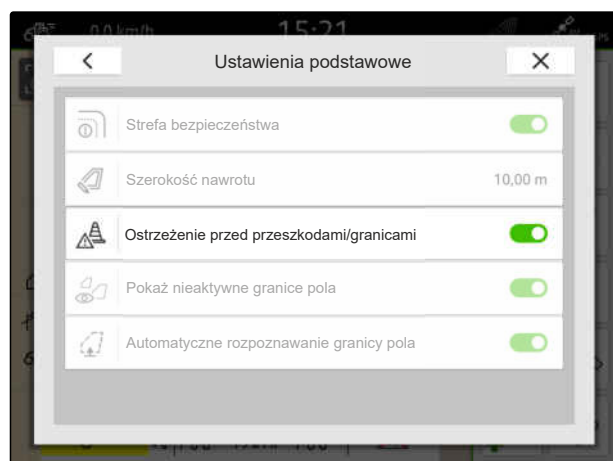 0,0 km/h 15:21
Ustawienia podstawowe
Strefa bezpieczeństwa
Szerokość nawrotu 10,00 m
Ostrzeżenie przed przeszkodami/granicami
Pokaż nieaktywne granice pola
Automatyczne rozpoznawanie granicy pola